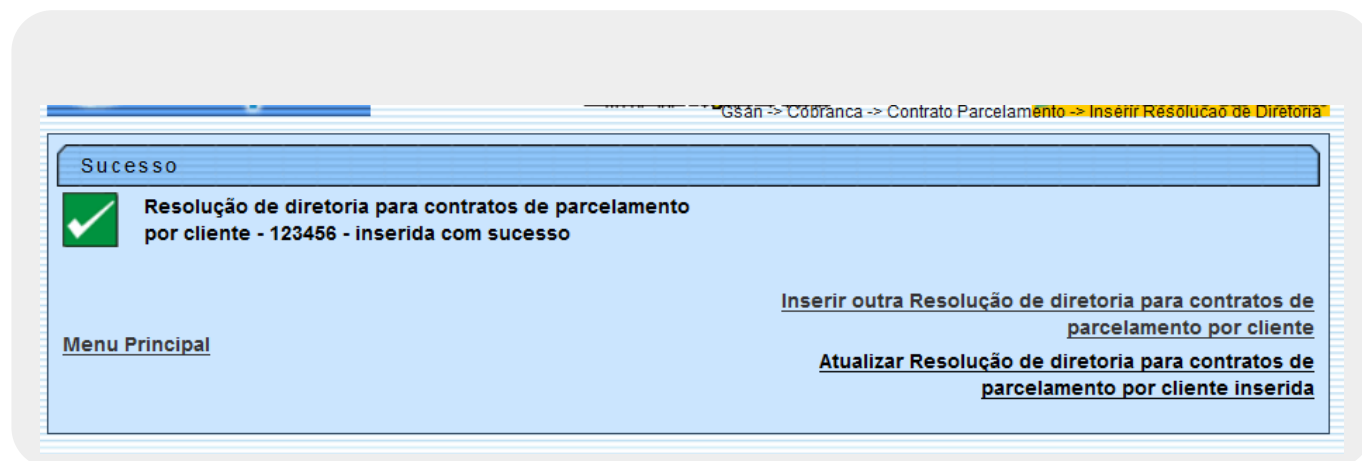 Gsan -> Cobranca -> Contrato Parcelamento -> Inserir Resolucao de Diretoria
Sucesso
Resolução de diretoria para contratos de parcelamento
por cliente - 123456 - inserida com sucesso
Inserir outra Resolução de diretoria para contratos de
parcelamento por cliente
Menu Principal
Atualizar Resolução de diretoria para contratos de
parcelamento por cliente inserida